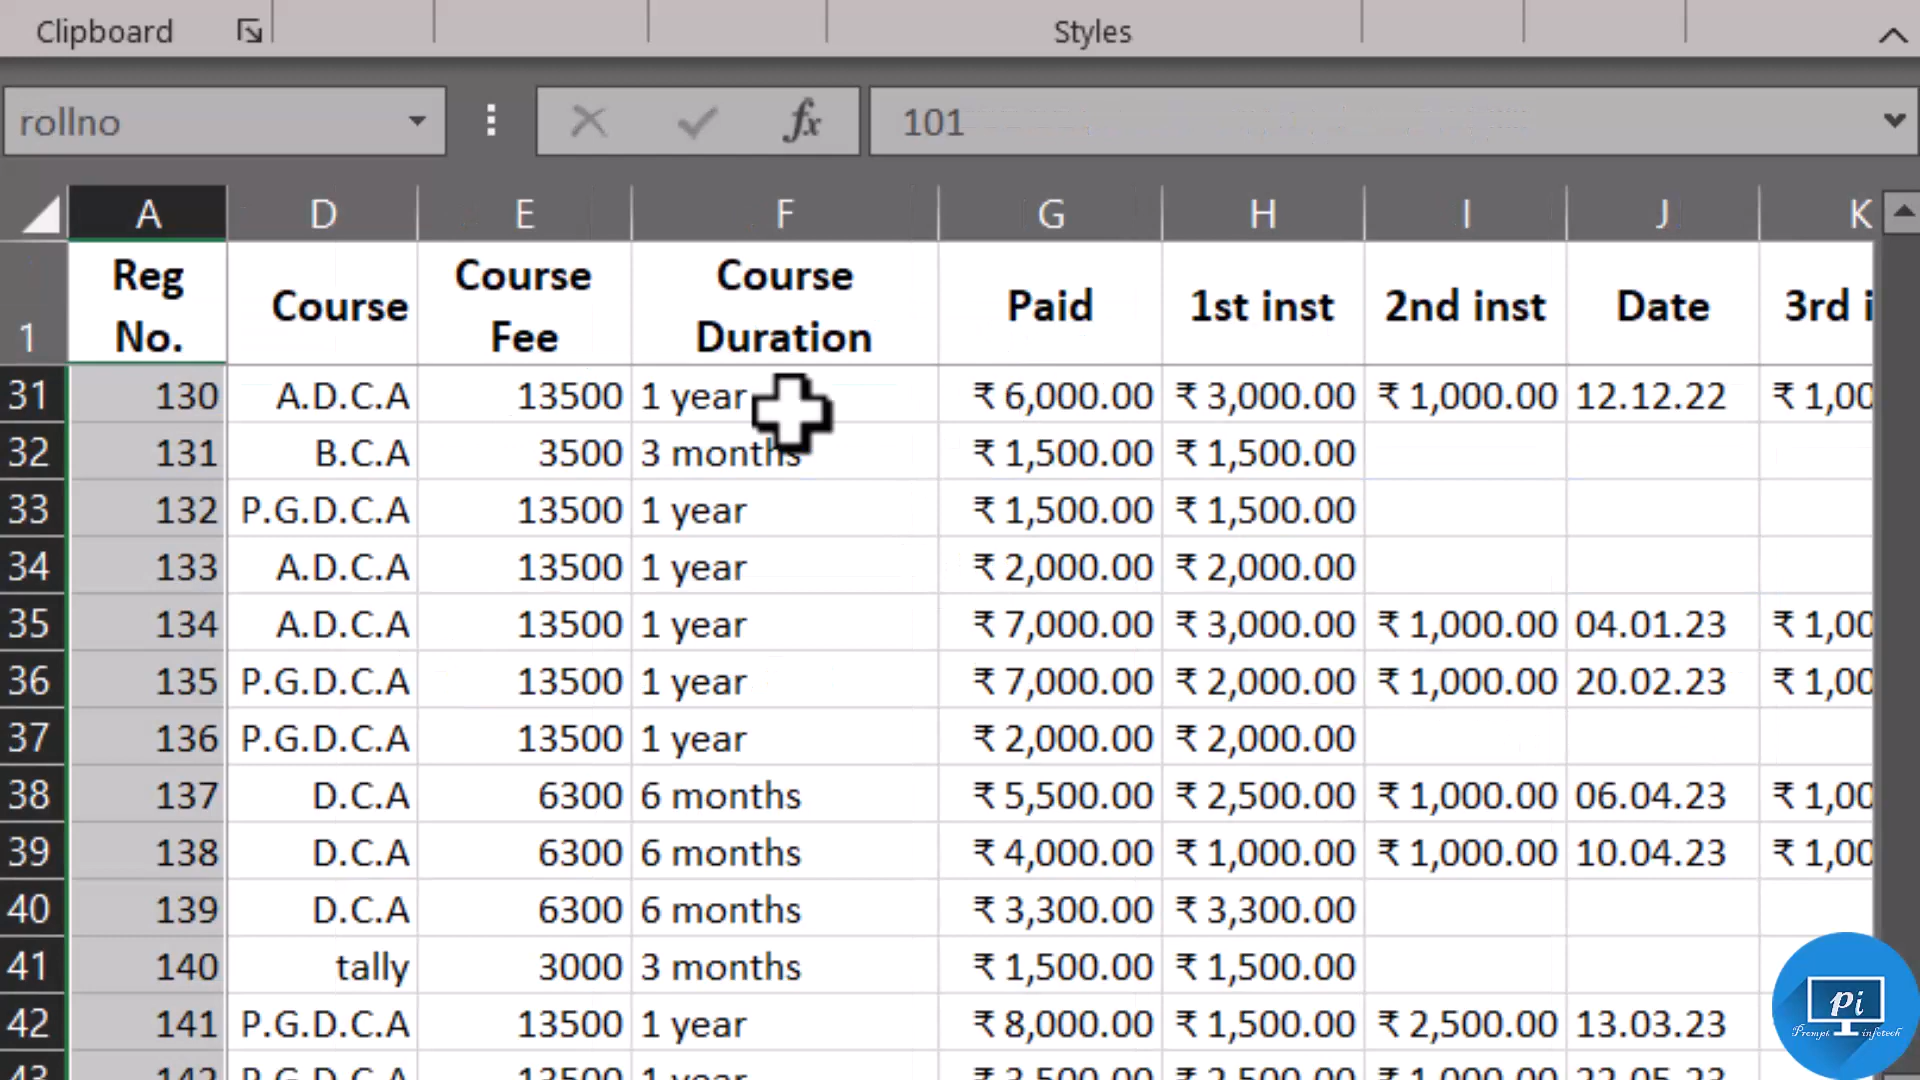 Clipboard Styles
rollno fx 101
A D E F G H I J K
Reg No. Course Course Fee Course Duration Paid 1st inst 2nd inst Date 3rd i
1
31 130 A.D.C.A 13500 1 year ₹ 6,000.00 ₹ 3,000.00 ₹ 1,000.00 12.12.22 ₹ 1,00
32 131 B.C.A 3500 3 months ₹ 1,500.00 ₹ 1,500.00
33 132 P.G.D.C.A 13500 1 year ₹ 1,500.00 ₹ 1,500.00
34 133 A.D.C.A 13500 1 year ₹ 2,000.00 ₹ 2,000.00
35 134 A.D.C.A 13500 1 year ₹ 7,000.00 ₹ 3,000.00 ₹ 1,000.00 04.01.23 ₹ 1,00
36 135 P.G.D.C.A 13500 1 year ₹ 7,000.00 ₹ 2,000.00 ₹ 1,000.00 20.02.23 ₹ 1,00
37 136 P.G.D.C.A 13500 1 year ₹ 2,000.00 ₹ 2,000.00
38 137 D.C.A 6300 6 months ₹ 5,500.00 ₹ 2,500.00 ₹ 1,000.00 06.04.23 ₹ 1,00
39 138 D.C.A 6300 6 months ₹ 4,000.00 ₹ 1,000.00 ₹ 1,000.00 10.04.23 ₹ 1,00
40 139 D.C.A 6300 6 months ₹ 3,300.00 ₹ 3,300.00
41 140 tally 3000 3 months ₹ 1,500.00 ₹ 1,500.00
42 141 P.G.D.C.A 13500 1 year ₹ 8,000.00 ₹ 1,500.00 ₹ 2,500.00 13.03.23
Pi
Prompt infotech